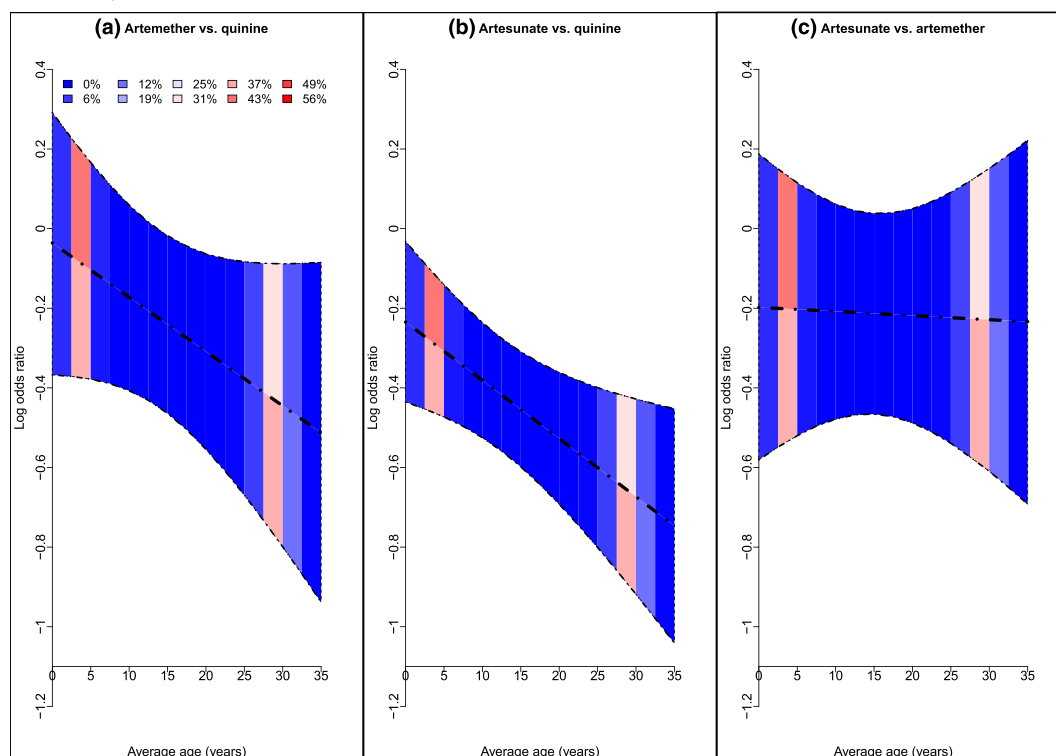 (a) Artemether vs. quinine
0% 12% 25% 37% 49%
6% 19% 31% 43% 56%
0.4
0.2
0
−0.2
−0.4
−0.6
−0.8
−1
−1.2
Log odds ratio
0 5 10 15 20 25 30 35
Average age (years)
(b) Artesunate vs. quinine
0.4
0.2
0
−0.2
−0.4
−0.6
−0.8
−1
−1.2
Log odds ratio
0 5 10 15 20 25 30 35
Average age (years)
(c) Artesunate vs. artemether
0.4
0.2
0
−0.2
−0.4
−0.6
−0.8
−1
−1.2
Log odds ratio
0 5 10 15 20 25 30 35
Average age (years)